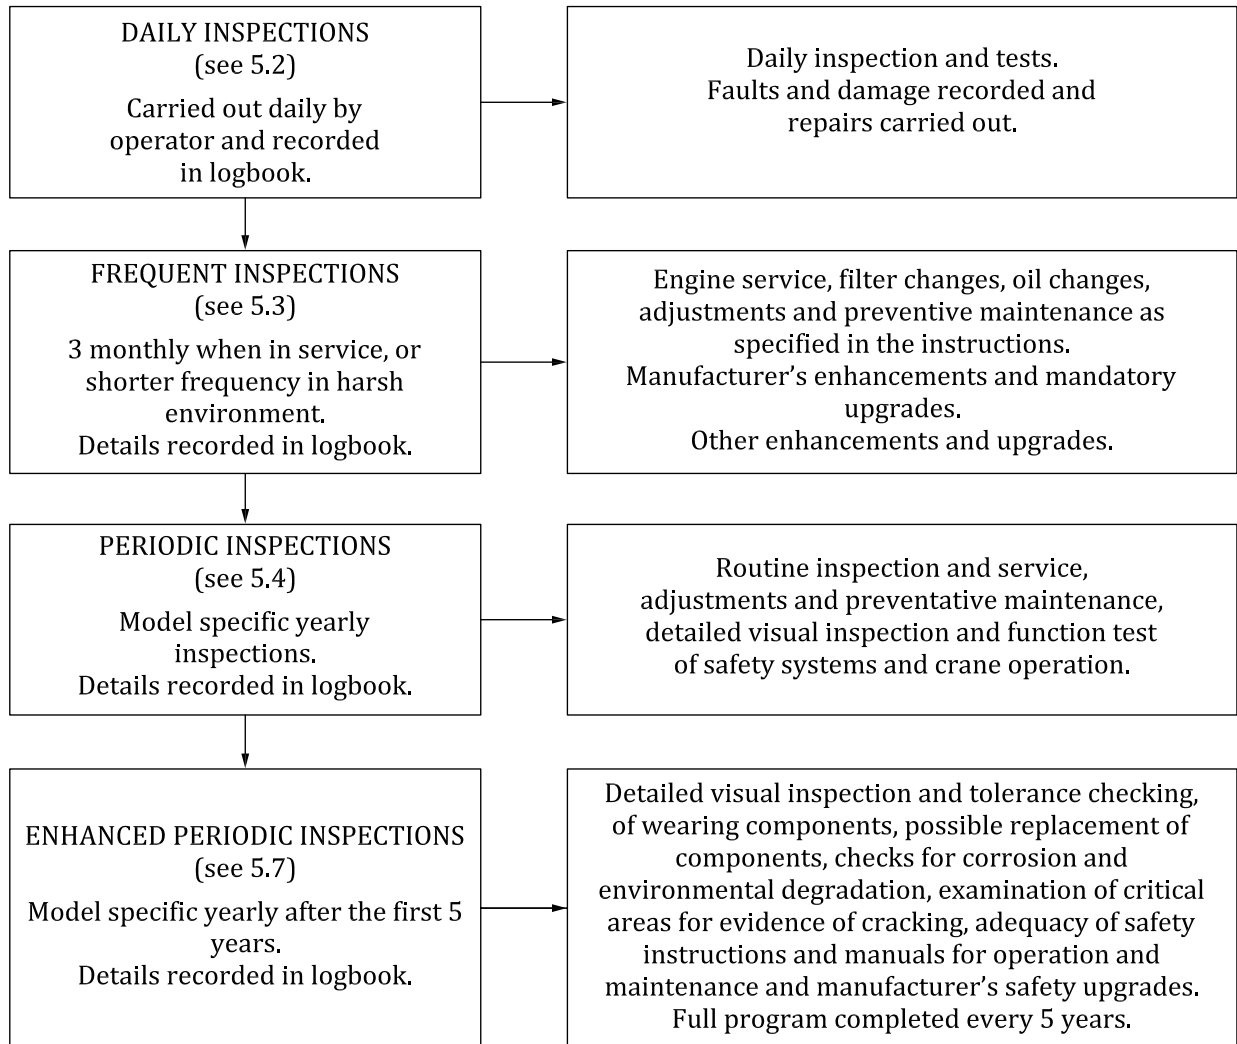 DAILY INSPECTIONS
(see 5.2)
Carried out daily by
operator and recorded
in logbook.
Daily inspection and tests.
Faults and damage recorded and
repairs carried out.
FREQUENT INSPECTIONS
(see 5.3)
3 monthly when in service, or
shorter frequency in harsh
environment.
Details recorded in logbook.
Engine service, filter changes, oil changes,
adjustments and preventive maintenance as
specified in the instructions.
Manufacturer’s enhancements and mandatory
upgrades.
Other enhancements and upgrades.
PERIODIC INSPECTIONS
(see 5.4)
Model specific yearly
inspections.
Details recorded in logbook.
Routine inspection and service,
adjustments and preventative maintenance,
detailed visual inspection and function test
of safety systems and crane operation.
ENHANCED PERIODIC INSPECTIONS
(see 5.7)
Model specific yearly after the first 5
years.
Details recorded in logbook.
Detailed visual inspection and tolerance checking,
of wearing components, possible replacement of
components, checks for corrosion and
environmental degradation, examination of critical
areas for evidence of cracking, adequacy of safety
instructions and manuals for operation and
maintenance and manufacturer’s safety upgrades.
Full program completed every 5 years.